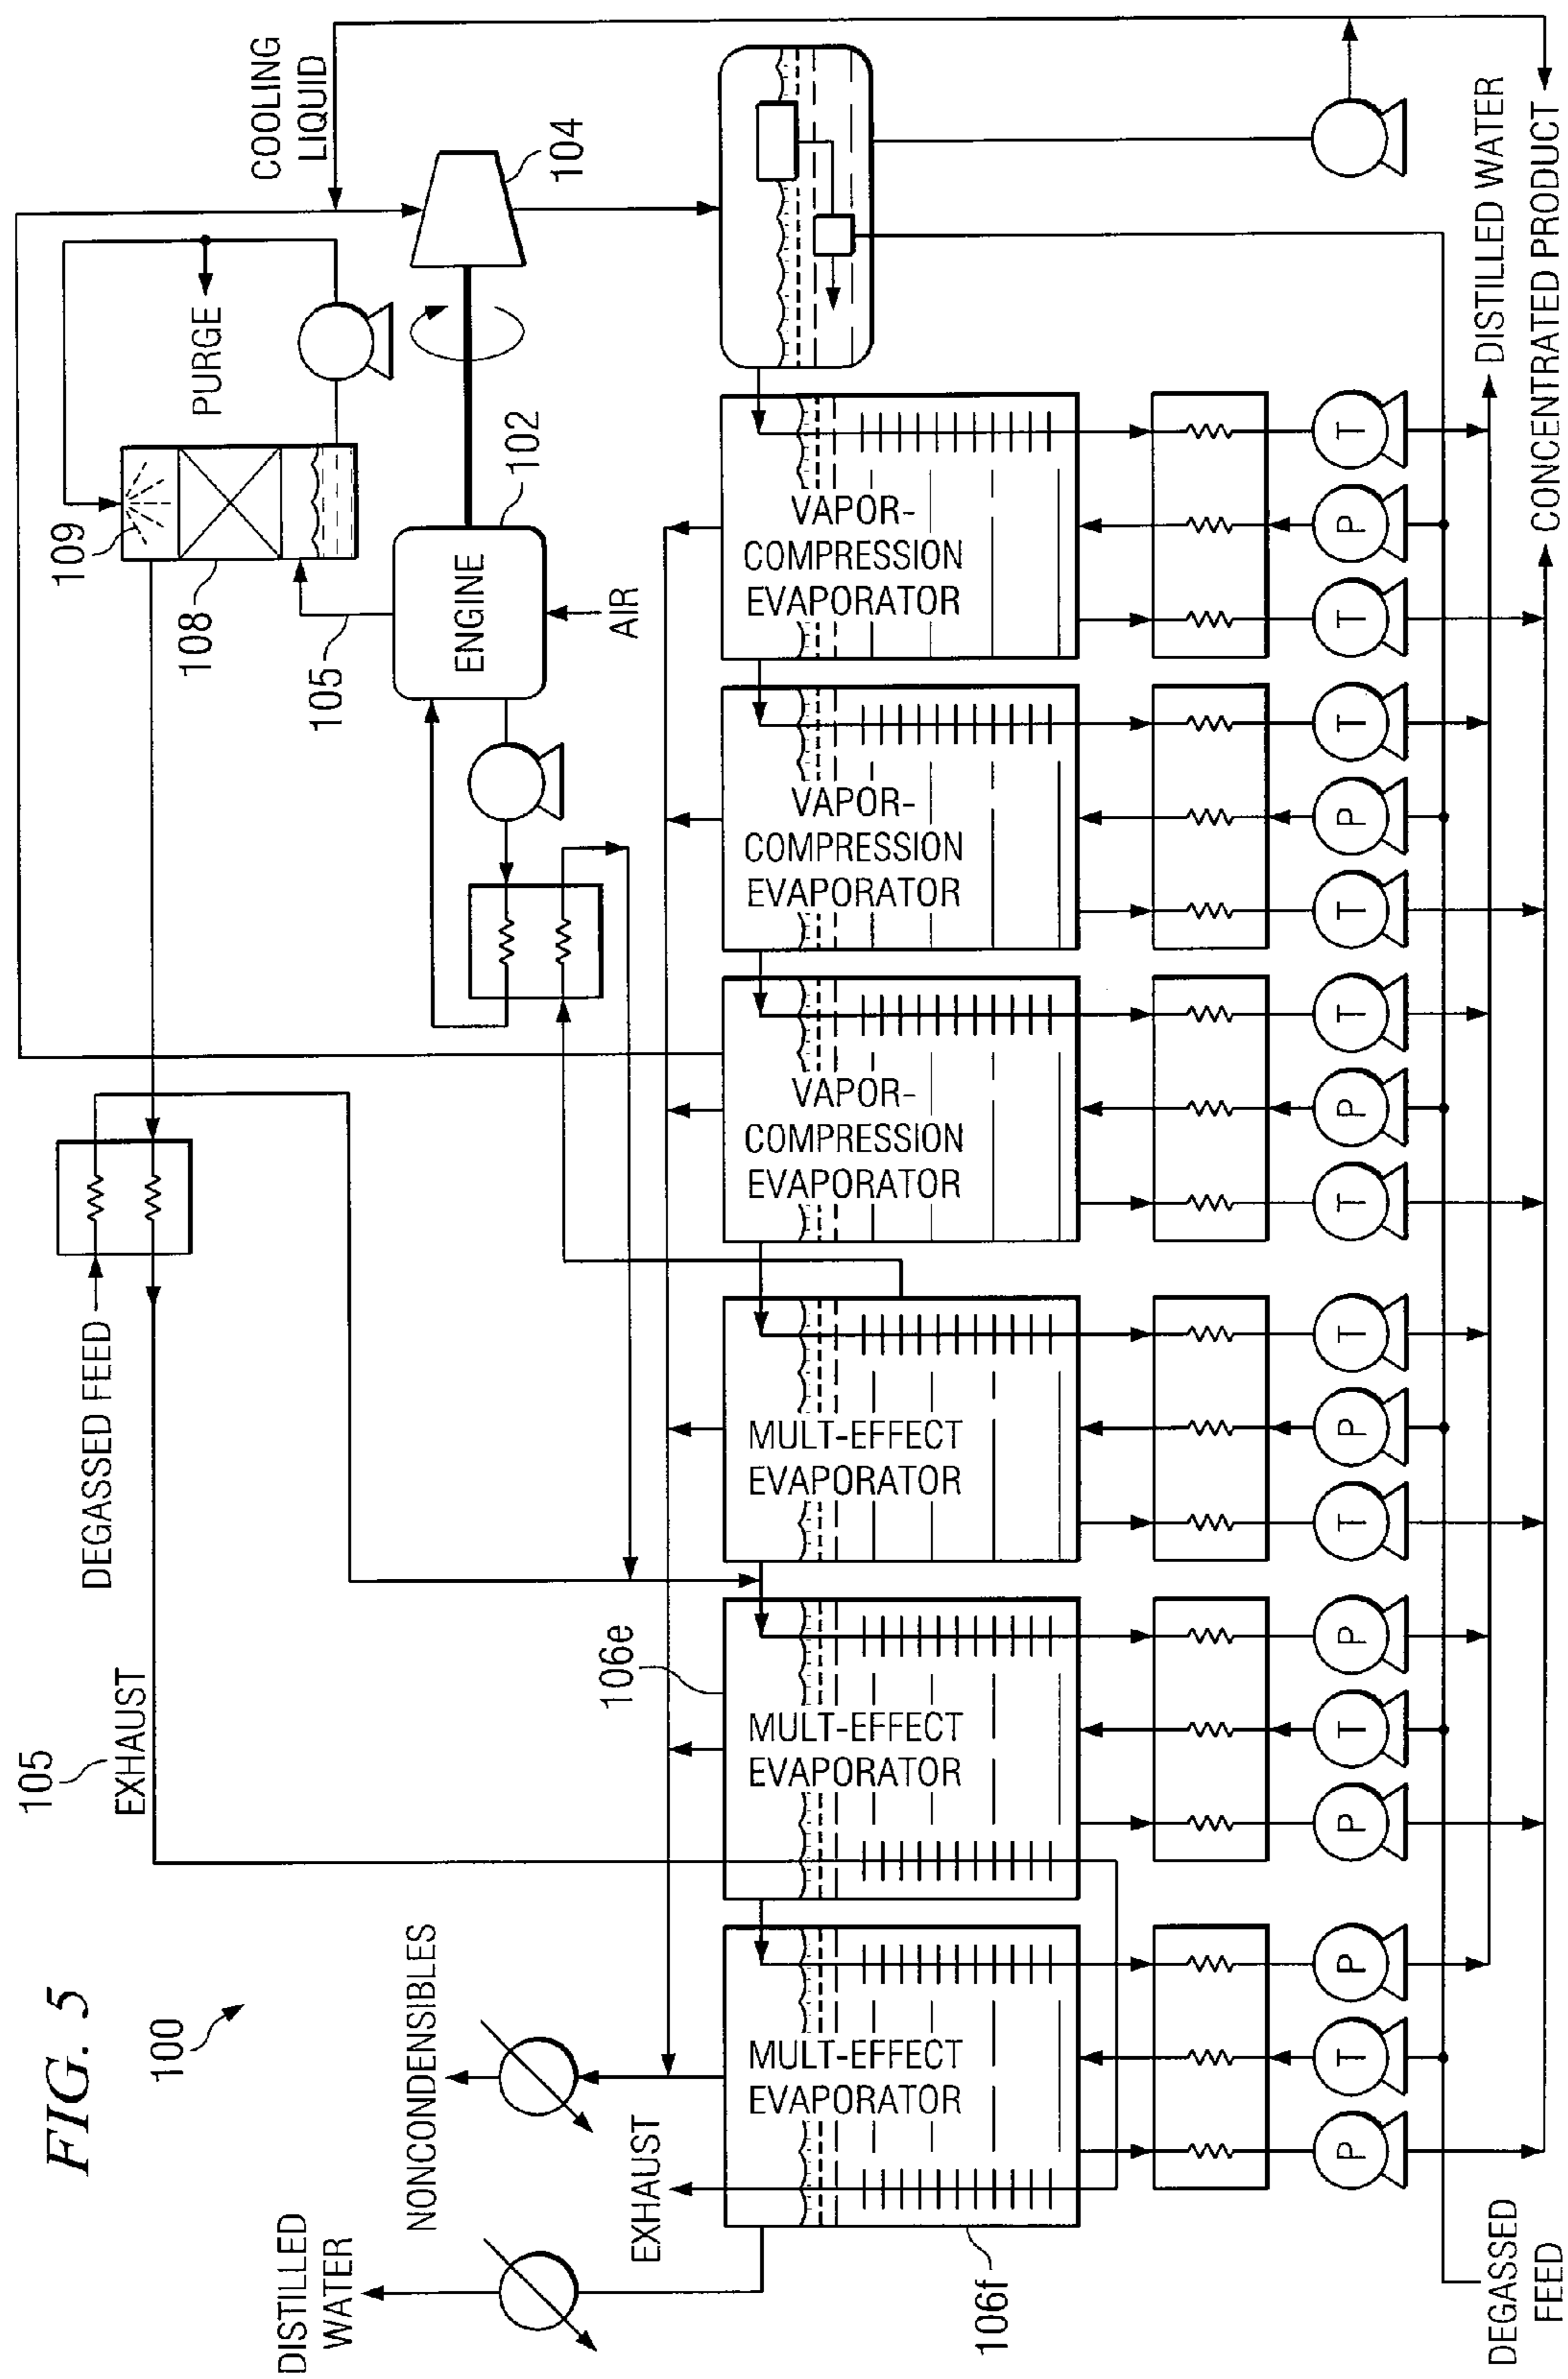 FIG. 5
100
DISTILLED
WATER
NONCONDENSIBLES
EXHAUST
105
EXHAUST
DEGASSED FEED
109
108
105
PURGE
COOLING
LIQUID
104
102
ENGINE
AIR
VAPOR-
COMPRESSION
EVAPORATOR
VAPOR-
COMPRESSION
EVAPORATOR
VAPOR-
COMPRESSION
EVAPORATOR
MULT-EFFECT
EVAPORATOR
106e
MULT-EFFECT
EVAPORATOR
MULT-EFFECT
EVAPORATOR
106f
T
P
T
T
P
T
T
P
T
T
P
T
P
T
P
P
T
P
DEGASSED
FEED
DISTILLED WATER
CONCENTRATED PRODUCT